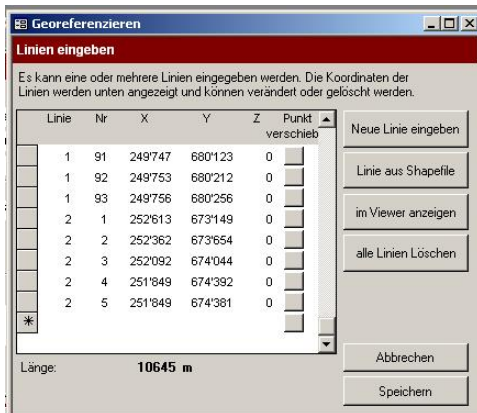 Georeferenzieren
Linien eingeben
Es kann eine oder mehrere Linien eingegeben werden. Die Koordinaten der
Linien werden unten angezeigt und können verändert oder gelöscht werden.
Linie Nr X Y Z Punkt
verschieb
1 91 249'747 680'123 0
1 92 249'753 680'212 0
1 93 249'756 680'256 0
2 1 252'613 673'149 0
2 2 252'362 673'654 0
2 3 252'092 674'044 0
2 4 251'849 674'392 0
2 5 251'849 674'381 0
Länge: 10645 m
Neue Linie eingeben
Linie aus Shapefile
im Viewer anzeigen
alle Linien Löschen
Abbrechen
Speichern